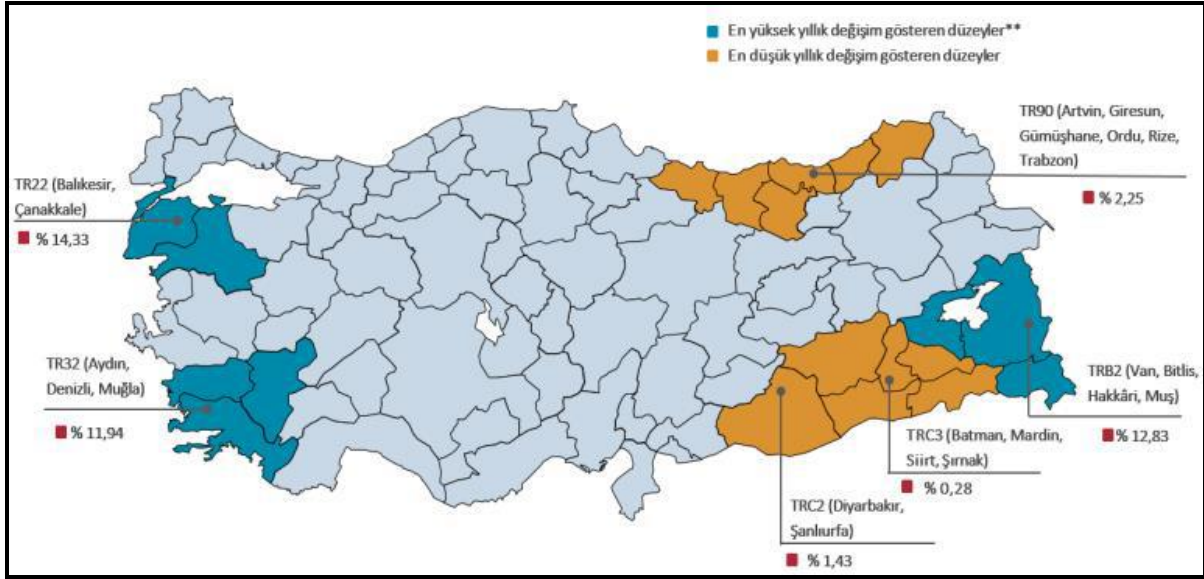 En yüksek yıllık değişim gösteren düzeyler**
En düşük yıllık değişim gösteren düzeyler
TR90 (Artvin, Giresun,
Gümüşhane, Ordu, Rize,
Trabzon)
% 2,25
TR22 (Balıkesir,
Çanakkale)
% 14,33
TR32 (Aydın,
Denizli, Muğla)
% 11,94
TRB2 (Van, Bitlis,
Hakkâri, Muş)
% 12,83
TRC3 (Batman, Mardin,
Siirt, Şırnak)
% 0,28
TRC2 (Diyarbakır,
Şanlıurfa)
% 1,43